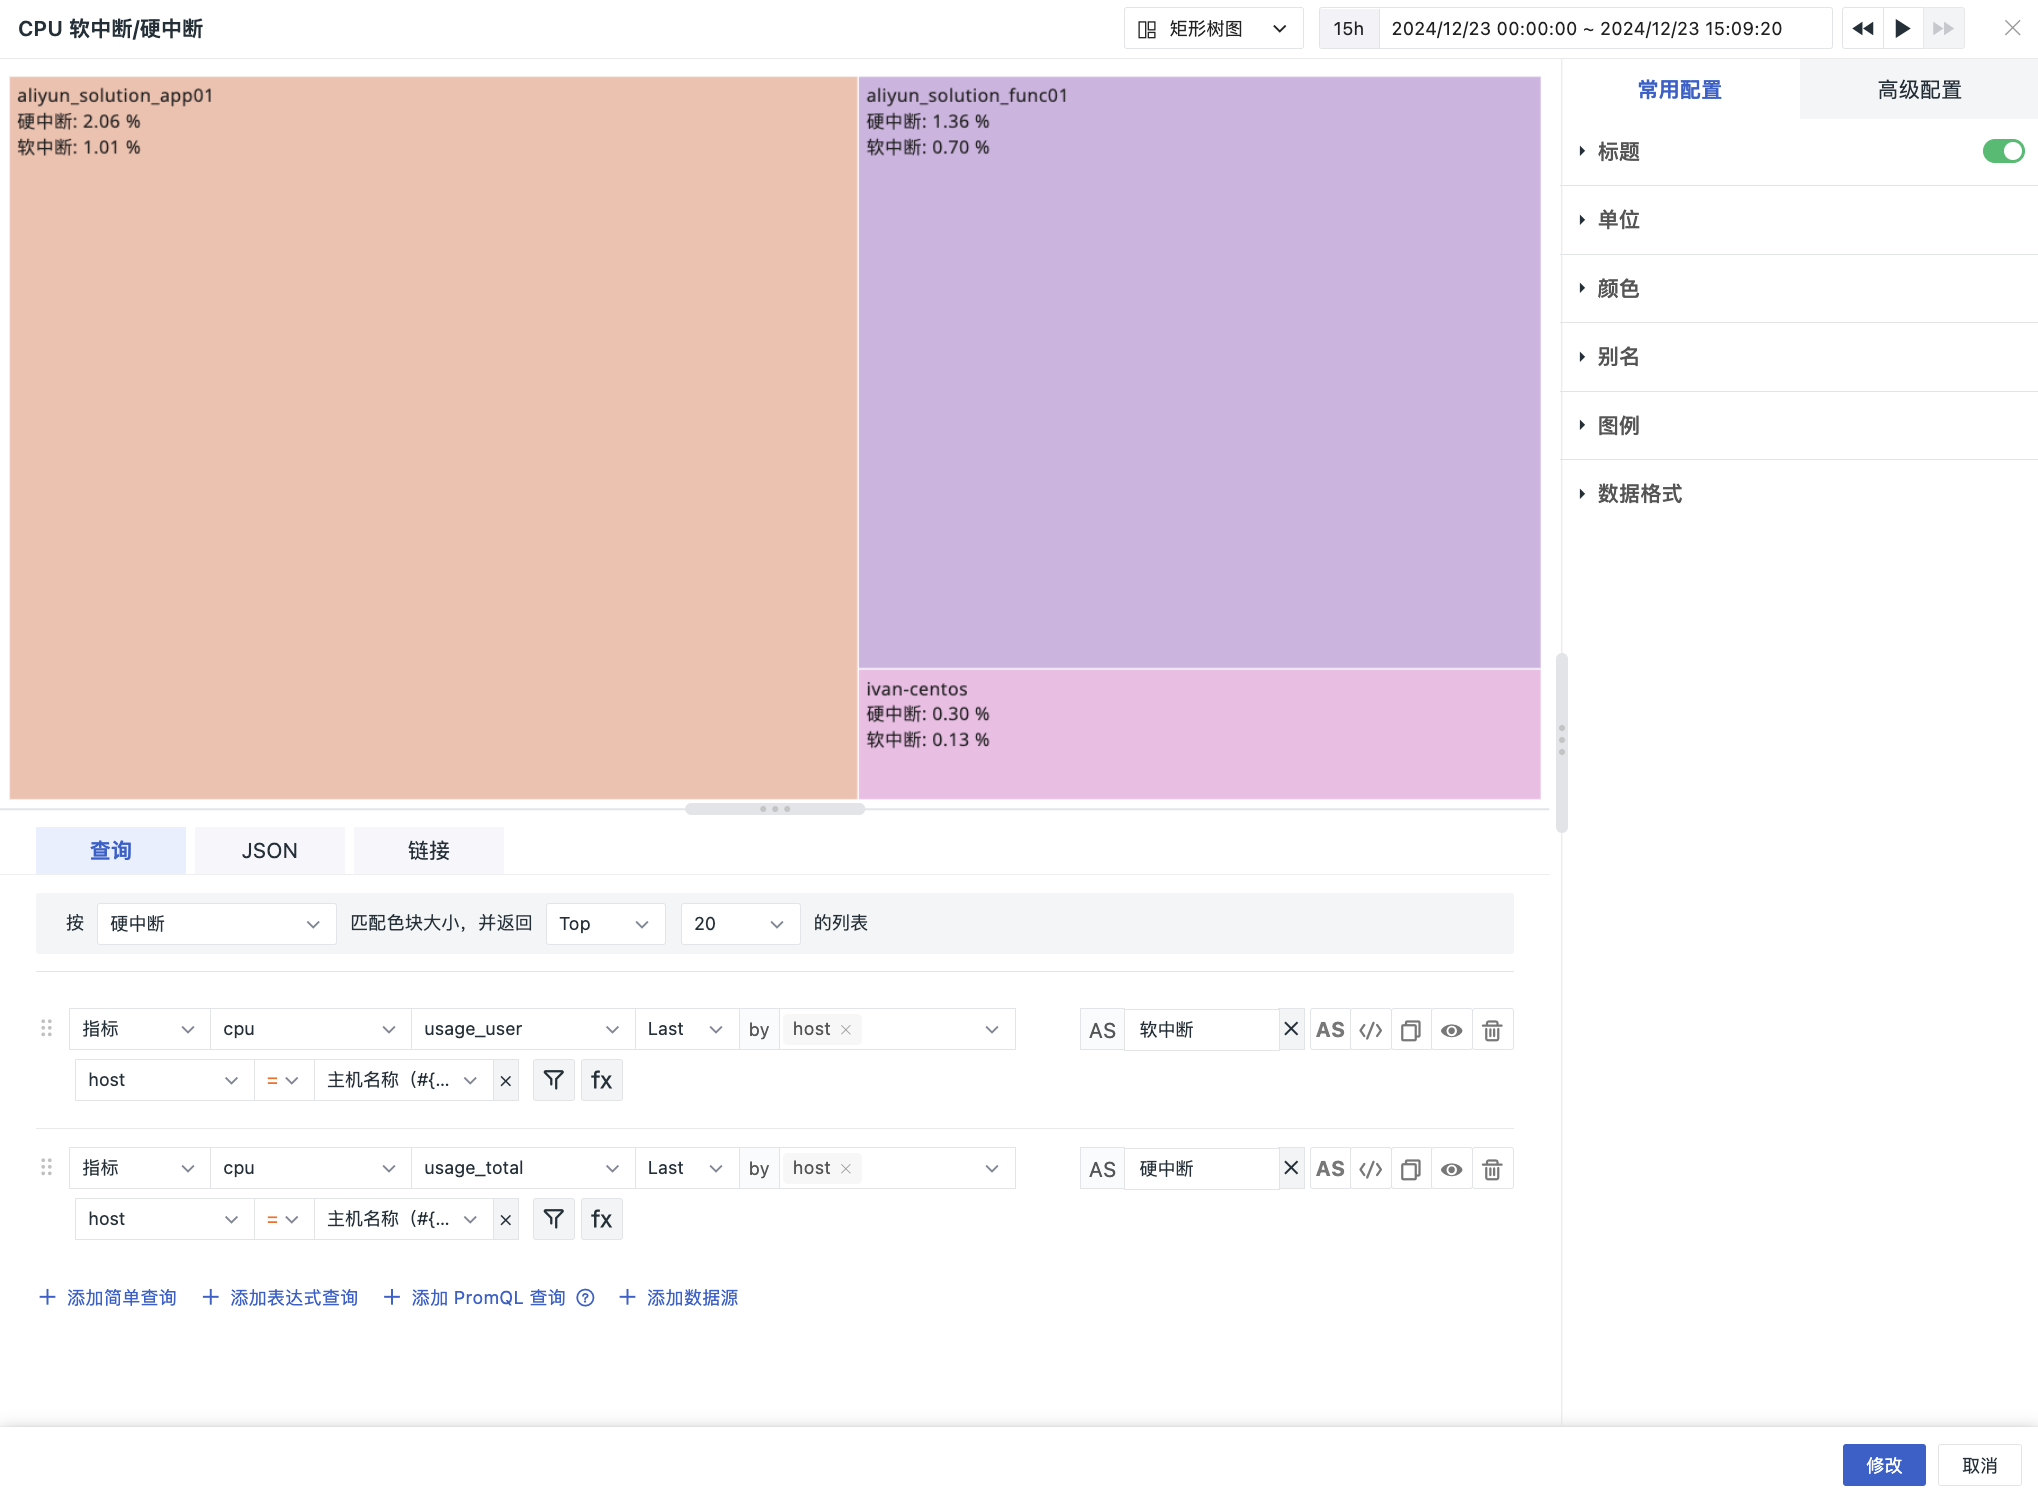 CPU 软中断/硬中断
矩形树图
15h
2024/12/23 00:00:00 ~ 2024/12/23 15:09:20
aliyun_solution_app01
硬中断: 2.06 %
软中断: 1.01 %
aliyun_solution_func01
硬中断: 1.36 %
软中断: 0.70 %
ivan-centos
硬中断: 0.30 %
软中断: 0.13 %
常用配置
高级配置
标题
单位
颜色
别名
图例
数据格式
查询
JSON
链接
按 硬中断 匹配色块大小，并返回 Top 20 的列表
指标 cpu usage_user Last by host AS 软中断 AS
host = 主机名称（#{... fx
指标 cpu usage_total Last by host AS 硬中断 AS
host = 主机名称（#{... fx
添加简单查询 添加表达式查询 添加 PromQL 查询 添加数据源
修改 取消